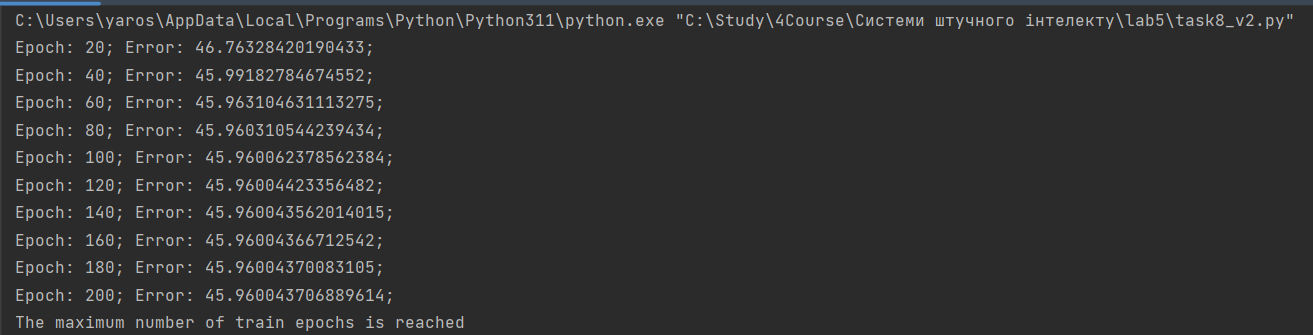 C:\Users\yaros\AppData\Local\Programs\Python\Python311\python.exe "C:\Study\4Course\Системи штучного інтелекту\lab5\task8_v2.py"
Epoch: 20; Error: 46.76328420190433;
Epoch: 40; Error: 45.99182784674552;
Epoch: 60; Error: 45.963104631113275;
Epoch: 80; Error: 45.960310544239434;
Epoch: 100; Error: 45.960062378562384;
Epoch: 120; Error: 45.96004423356482;
Epoch: 140; Error: 45.960043562014015;
Epoch: 160; Error: 45.96004366712542;
Epoch: 180; Error: 45.96004370083105;
Epoch: 200; Error: 45.960043706889614;
The maximum number of train epochs is reached